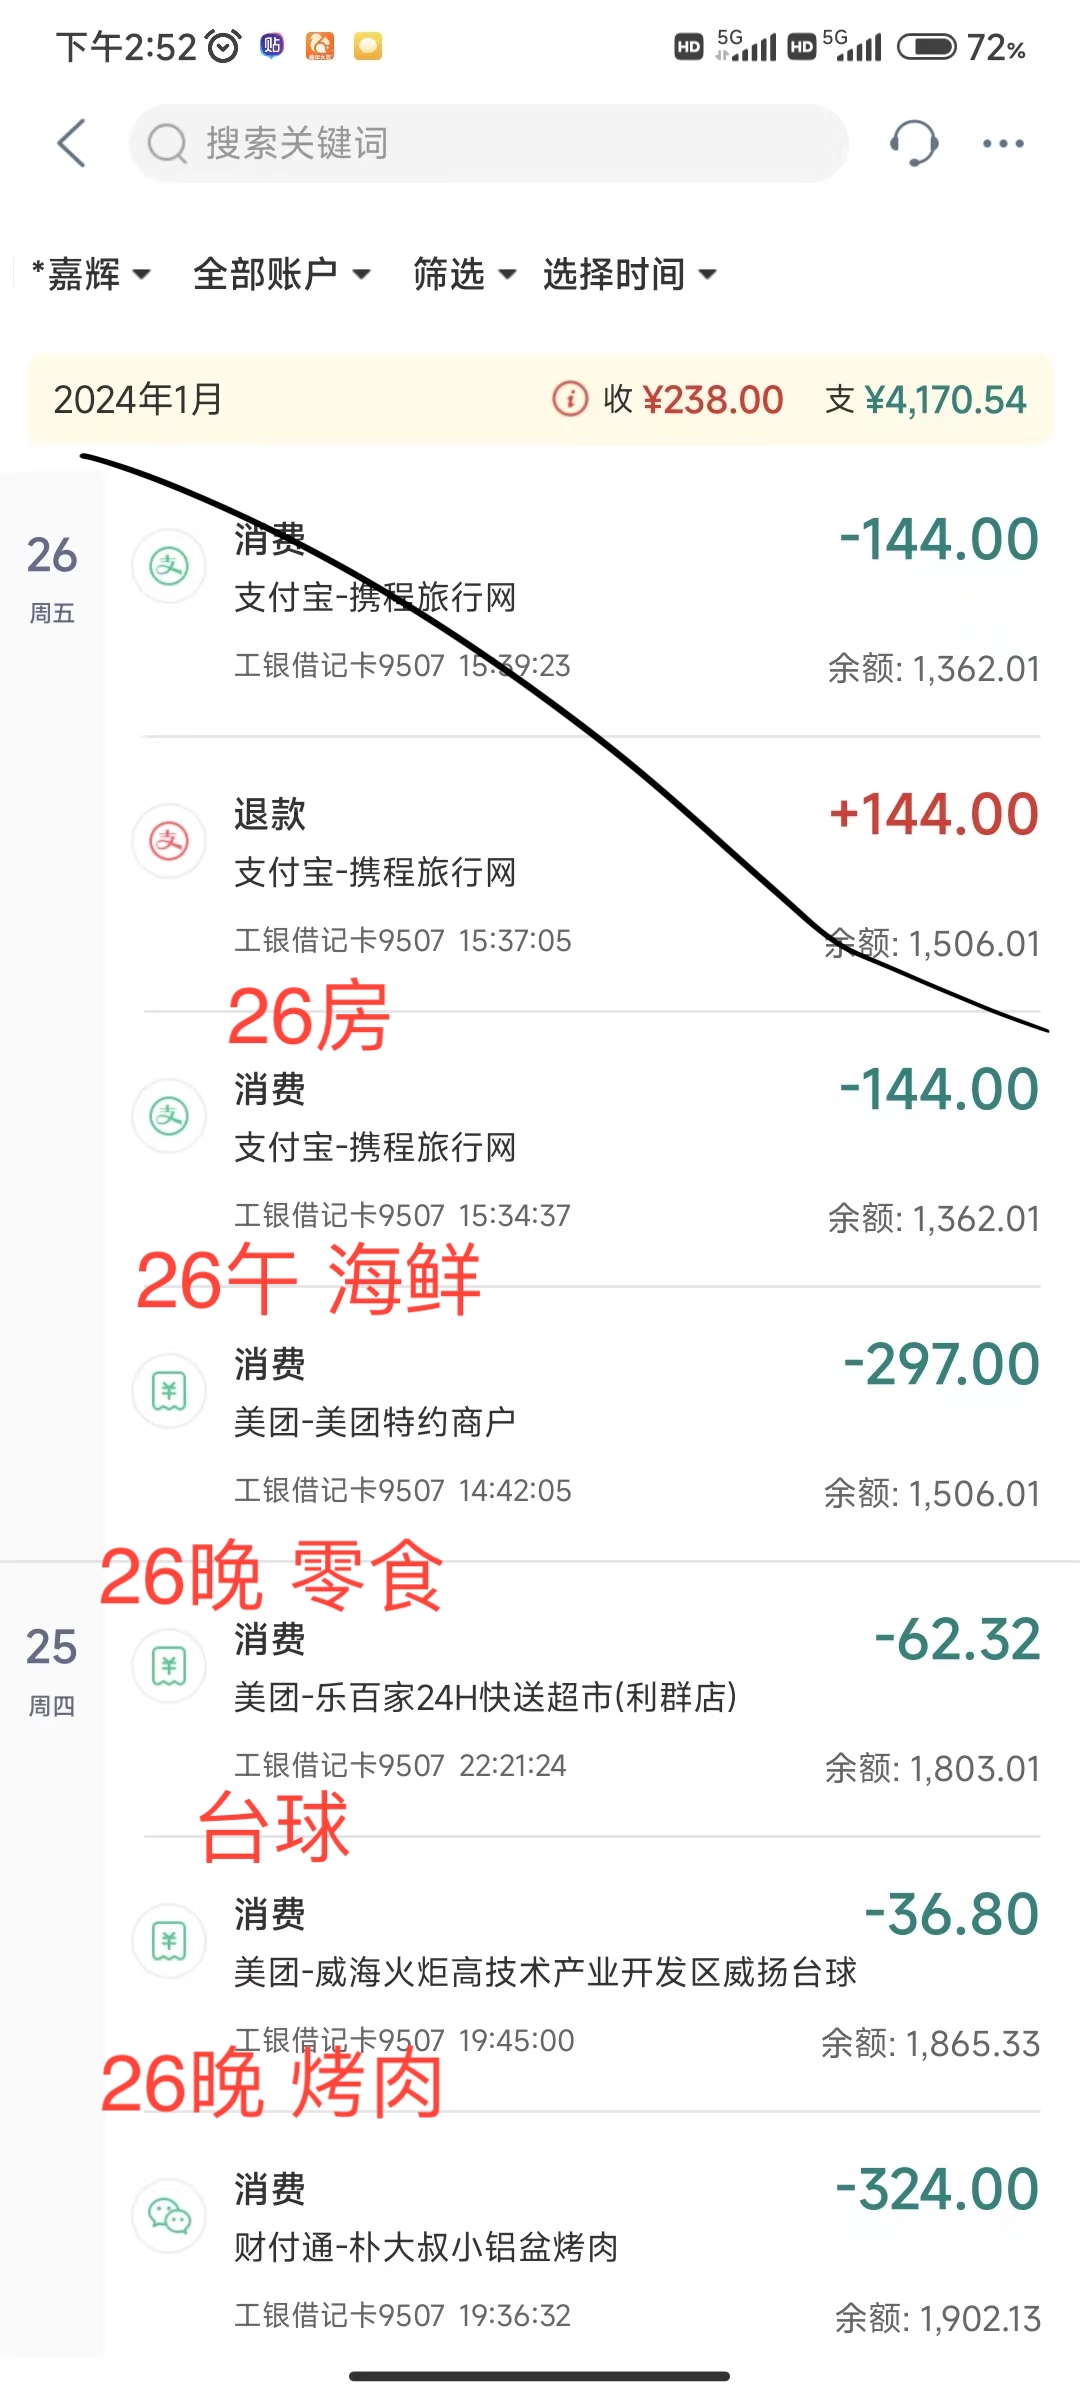 下午2:52 贴 HD 5G HD 5G 72%
搜索关键词
*嘉辉 全部账户 筛选 选择时间
2024年1月 收 ¥238.00 支 ¥4,170.54
26
周五
消费 -144.00
支付宝-携程旅行网
工银借记卡9507 15:39:23 余额: 1,362.01
退款 +144.00
支付宝-携程旅行网
工银借记卡9507 15:37:05 余额: 1,506.01
26房
消费 -144.00
支付宝-携程旅行网
工银借记卡9507 15:34:37 余额: 1,362.01
26午 海鲜
消费 -297.00
美团-美团特约商户
工银借记卡9507 14:42:05 余额: 1,506.01
26晚 零食
25
周四
消费 -62.32
美团-乐百家24H快送超市(利群店)
工银借记卡9507 22:21:24 余额: 1,803.01
台球
消费 -36.80
美团-威海火炬高技术产业开发区威扬台球
工银借记卡9507 19:45:00 余额: 1,865.33
26晚 烤肉
消费 -324.00
财付通-朴大叔小铝盆烤肉
工银借记卡9507 19:36:32 余额: 1,902.13